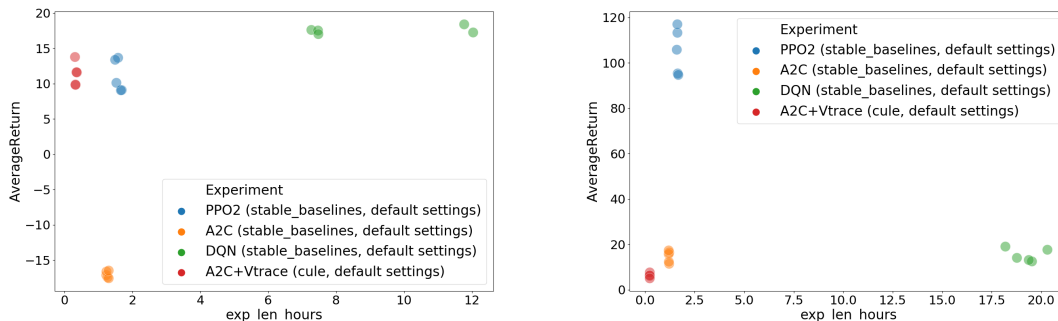 20
15
10
5
0
−5
−10
−15
AverageReturn
Experiment
PPO2 (stable_baselines, default settings)
A2C (stable_baselines, default settings)
DQN (stable_baselines, default settings)
A2C+Vtrace (cule, default settings)
0 2 4 6 8 10 12
exp_len_hours
120
100
80
60
40
20
0
AverageReturn
Experiment
PPO2 (stable_baselines, default settings)
A2C (stable_baselines, default settings)
DQN (stable_baselines, default settings)
A2C+Vtrace (cule, default settings)
0.0 2.5 5.0 7.5 10.0 12.5 15.0 17.5 20.0
exp_len_hours